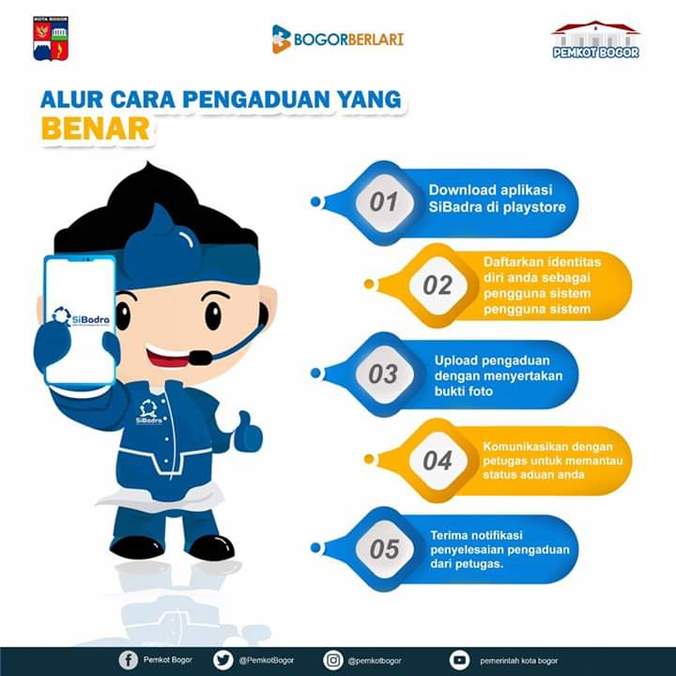 KOTA BOGOR
BOGORBERLARI
PEMKOT BOGOR
ALUR CARA PENGADUAN YANG
BENAR
SiBadra
SiBadra
01
Download aplikasi
SiBadra di playstore
02
Daftarkan identitas
diri anda sebagai
pengguna sistem
pengguna sistem
03
Upload pengaduan
dengan menyertakan
bukti foto
04
Komunikasikan dengan
petugas untuk memantau
status aduan anda
05
Terima notifikasi
penyelesaian pengaduan
dari petugas.
Pemkot Bogor
@PemkotBogor
@pemkotbogor
pemerintah kota bogor